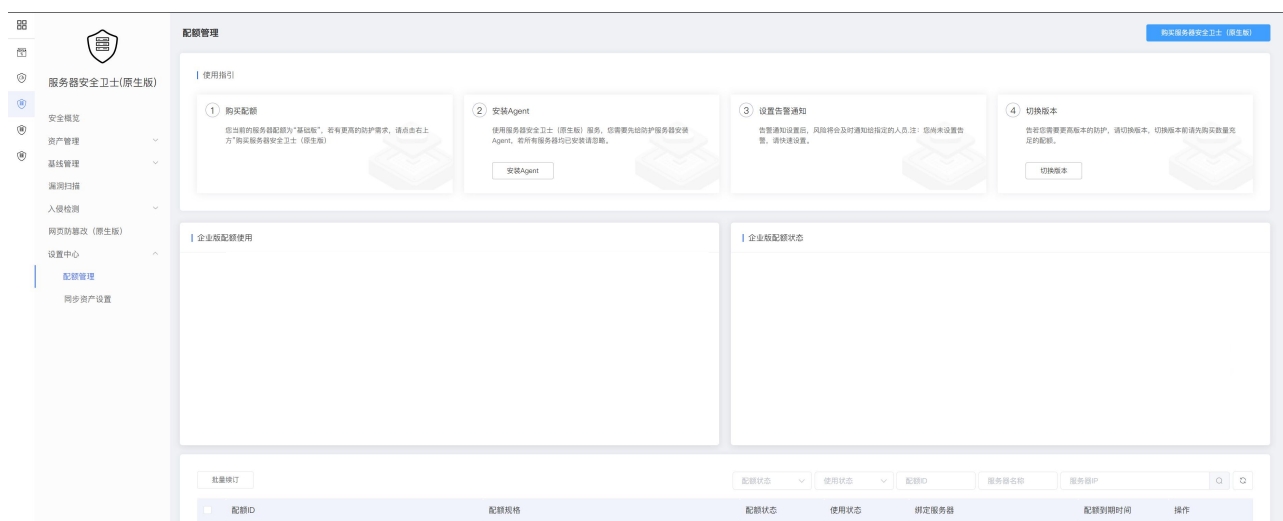 配额管理
购买服务器安全卫士（原生版）
服务器安全卫士(原生版)
安全概览
资产管理
基线管理
漏洞扫描
入侵检测
网页防篡改（原生版）
设置中心
配额管理
同步资产设置
使用指引
1 购买配额
您当前的服务器配额为“基础版”，若有更高的防护需求，请点击右上
方“购买服务器安全卫士（原生版）
2 安装Agent
使用服务器安全卫士（原生版）服务，您需要先给防护服务器安装
Agent，若所有服务器均已安装请忽略。
安装Agent
3 设置告警通知
告警通知设置后，风险将会及时通知给指定的人员.注：您尚未设置告
警，请快速设置。
4 切换版本
告若您需要更高版本的防护，请切换版本，切换版本前请先购买数量充
足的配额。
切换版本
企业版配额使用
企业版配额状态
批量续订
配额状态
使用状态
配额ID
服务器名称
服务器IP
配额ID 配额规格 配额状态 使用状态 绑定服务器 配额到期时间 操作